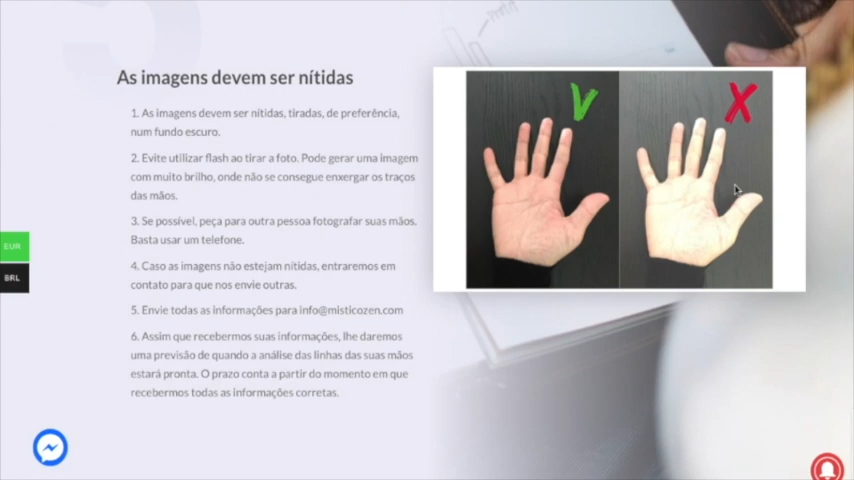 As imagens devem ser nítidas
1. As imagens devem ser nítidas, tiradas, de preferência,
num fundo escuro.
2. Evite utilizar flash ao tirar a foto. Pode gerar uma imagem
com muito brilho, onde não se consegue enxergar os traços
das mãos.
3. Se possível, peça para outra pessoa fotografar suas mãos.
Basta usar um telefone.
4. Caso as imagens não estejam nítidas, entraremos em
contato para que nos envie outras.
5. Envie todas as informações para info@misticozen.com
6. Assim que recebermos suas informações, lhe daremos
uma previsão de quando a análise das linhas das suas mãos
estará pronta. O prazo conta a partir do momento em que
recebermos todas as informações corretas.
EUR
BRL
V
X